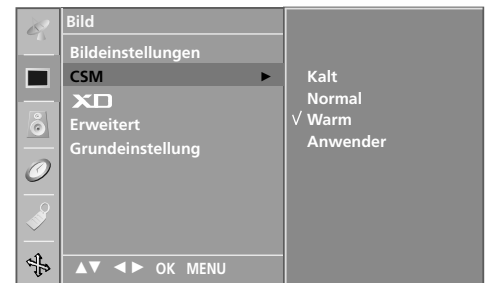 Bild
Bildeinstellungen
CSM ►
XD
Erweitert
Grundeinstellung
▲▼ ◄► OK MENU
Kalt
Normal
√ Warm
Anwender